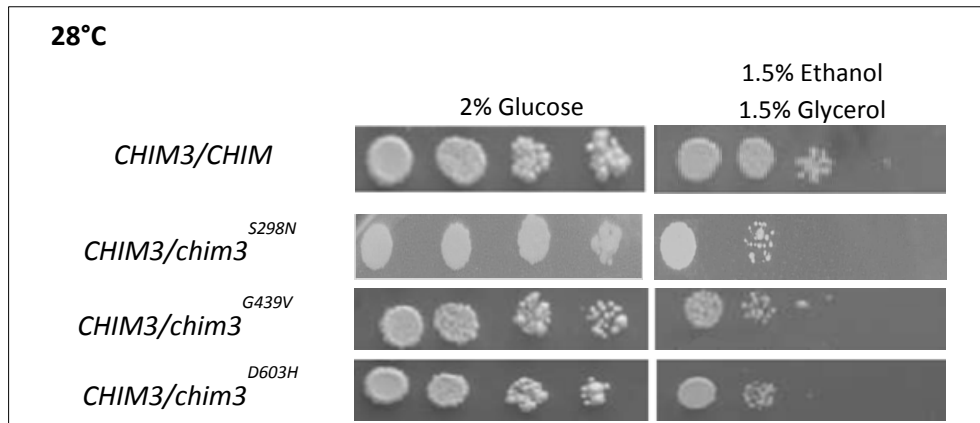 28°C
1.5% Ethanol
2% Glucose 1.5% Glycerol
CHIM3/CHIM
CHIM3/chim3 S298N
CHIM3/chim3 G439V
CHIM3/chim3 D603H